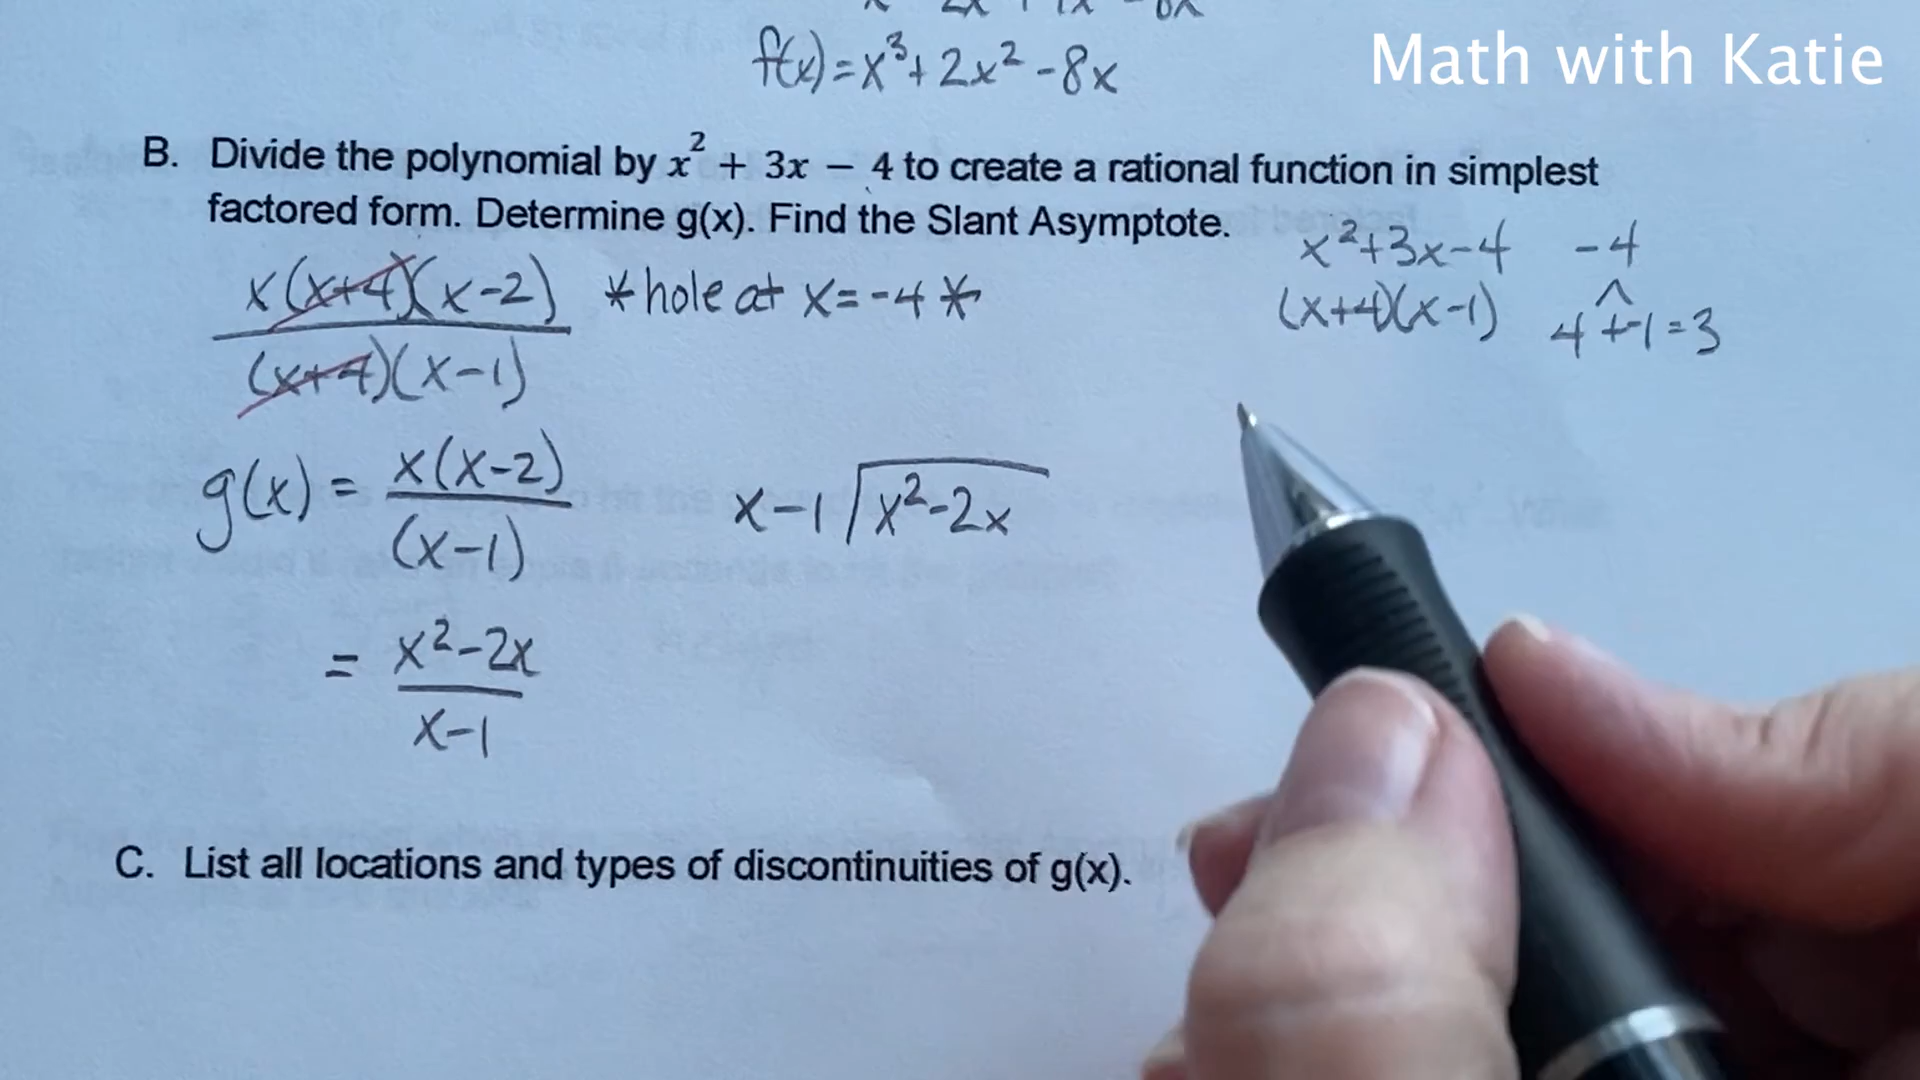 Math with Katie
f(x)=x³+2x²-8x
B. Divide the polynomial by x² + 3x − 4 to create a rational function in simplest
factored form. Determine g(x). Find the Slant Asymptote.
x²+3x-4 -4
x(x+4)(x-2) *hole at x=-4*
(x+4)(x-1) 4+-1=3
(x+4)(x-1)
g(x) = x(x-2)
(x-1)
x-1 x²-2x
= x²-2x
x-1
C. List all locations and types of discontinuities of g(x).